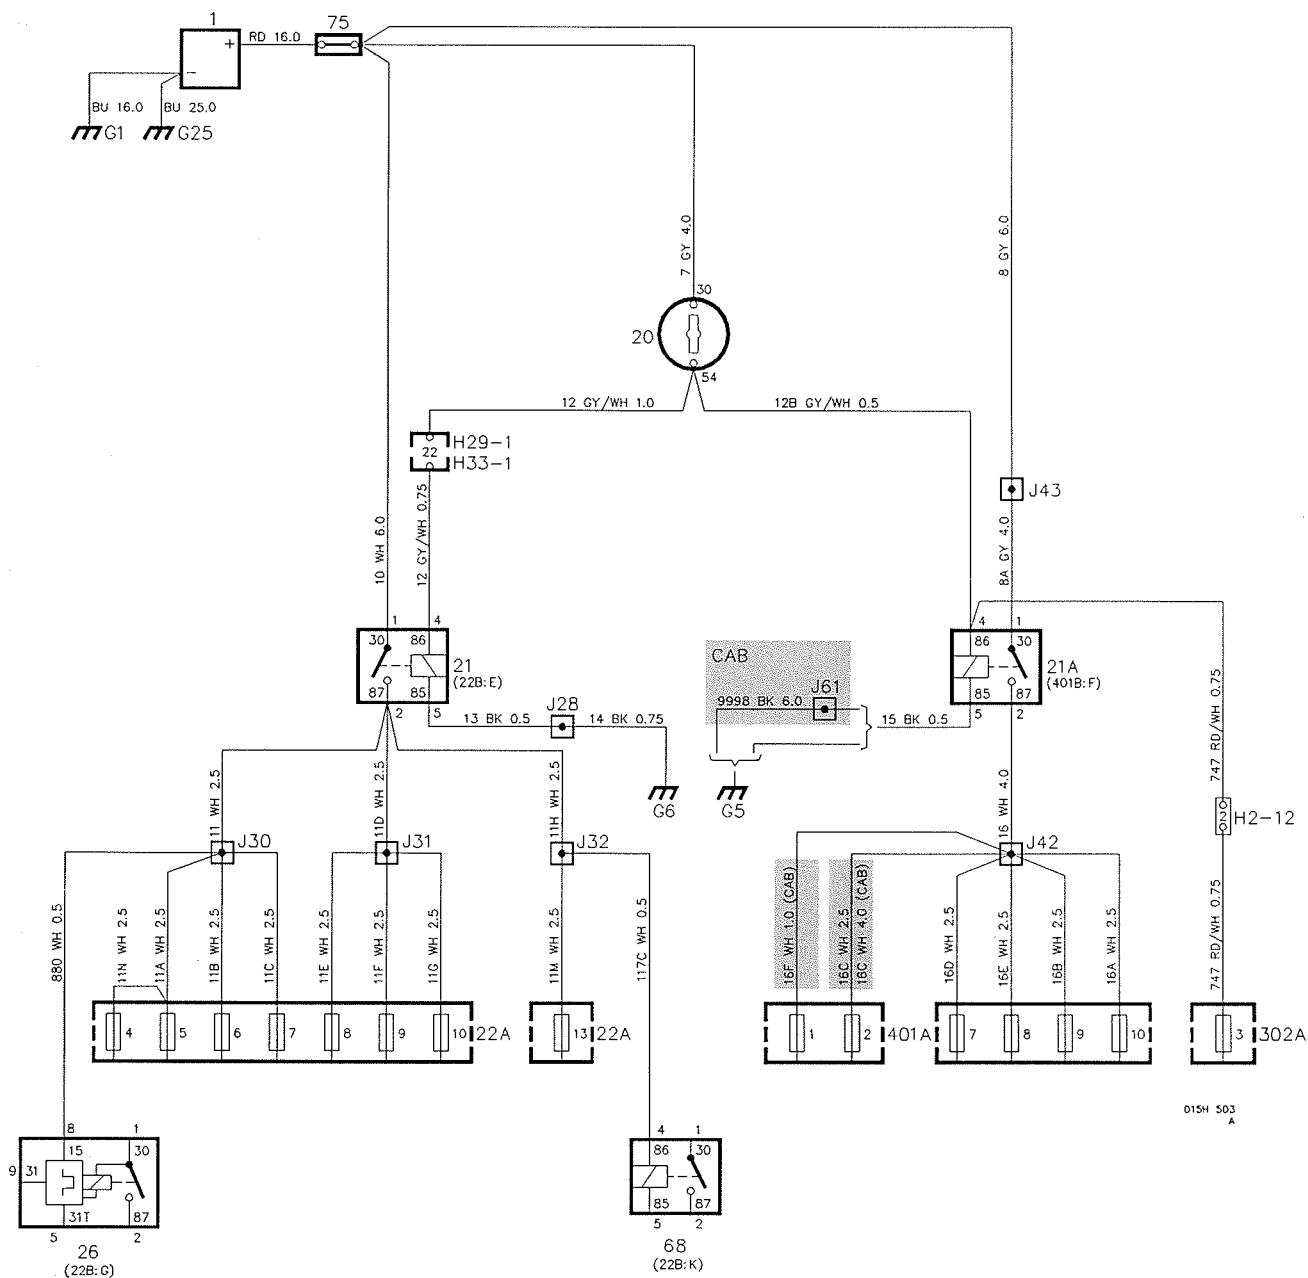 1
75
+
RD 16.0
-
BU 16.0
BU 25.0
G1
G25
7 GY 4.0
8 GY 6.0
30
20
54
12 GY/WH 1.0
12B GY/WH 0.5
H29-1
22
H33-1
J43
10 WH 6.0
12 GY/WH 0.75
8A GY 4.0
1
4
30
86
87
85
21
(22B:E)
2
5
4
1
86
30
85
87
21A
(401B:F)
5
2
CAB
J61
9998 BK 6.0
15 BK 0.5
13 BK 0.5
J28
14 BK 0.75
G6
G5
747 RD/WH 0.75
11 WH 2.5
11D WH 2.5
11H WH 2.5
16 WH 4.0
H2-12
2
J30
J31
J32
J42
880 WH 0.5
11N WH 2.5
11A WH 2.5
11B WH 2.5
11C WH 2.5
11E WH 2.5
11F WH 2.5
11G WH 2.5
11M WH 2.5
117C WH 0.5
16F WH 1.0 (CAB)
16C WH 2.5
16C WH 4.0 (CAB)
16D WH 2.5
16E WH 2.5
16B WH 2.5
16A WH 2.5
747 RD/WH 0.75
4
5
6
7
8
9
10
22A
13
22A
1
2
401A
7
8
9
10
3
302A
015H 503
A
8
1
15
30
9
31
31T
87
5
2
26
(22B:G)
4
1
86
30
85
87
5
2
68
(22B:K)